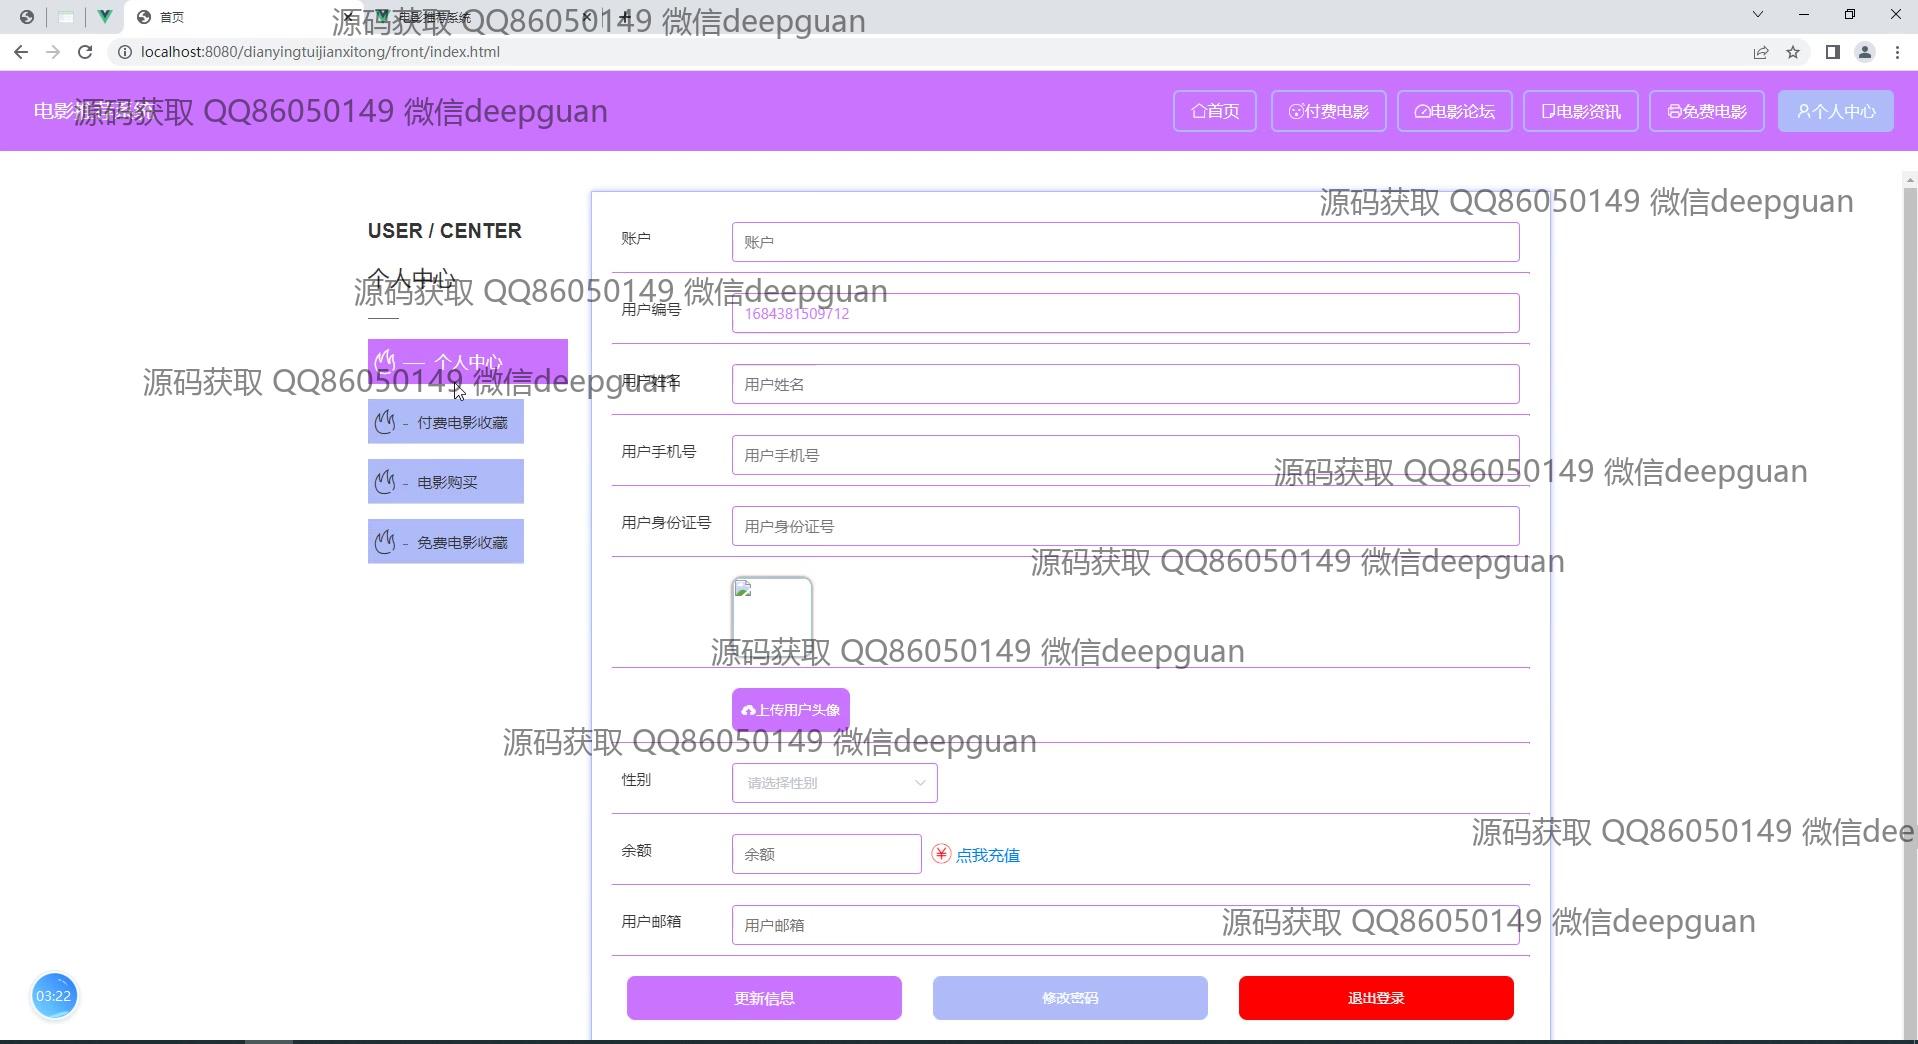 首页
电影推荐系统
源码获取 QQ86050149 微信deepguan
localhost:8080/dianyingtuijianxitong/front/index.html
电影推荐系统
源码获取 QQ86050149 微信deepguan
首页
付费电影
电影论坛
电影资讯
免费电影
个人中心
源码获取 QQ86050149 微信deepguan
USER / CENTER
账户
账户
个人中心
源码获取 QQ86050149 微信deepguan
用户编号
1684381509712
— 个人中心
源码获取 QQ86050149 微信deepguan
用户姓名
用户姓名
- 付费电影收藏
用户手机号
用户手机号
源码获取 QQ86050149 微信deepguan
- 电影购买
用户身份证号
用户身份证号
- 免费电影收藏
源码获取 QQ86050149 微信deepguan
源码获取 QQ86050149 微信deepguan
上传用户头像
源码获取 QQ86050149 微信deepguan
性别
请选择性别
源码获取 QQ86050149 微信dee
余额
余额
点我充值
用户邮箱
用户邮箱
源码获取 QQ86050149 微信deepguan
03:22
更新信息
修改密码
退出登录